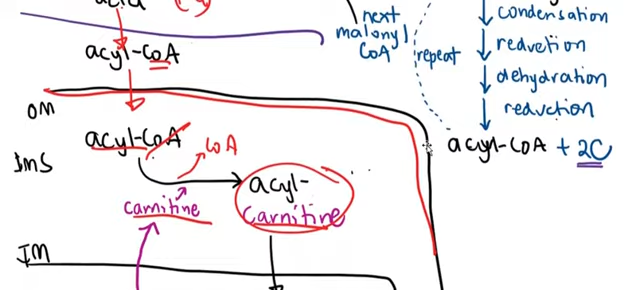 acid
acyl-CoA
OM
acyl-CoA
CoA
IMS
acyl-
carnitine
carnitine
IM
next
malonyl
CoA
repeat
condensation
reduction
dehydration
reduction
acyl-CoA + 2C